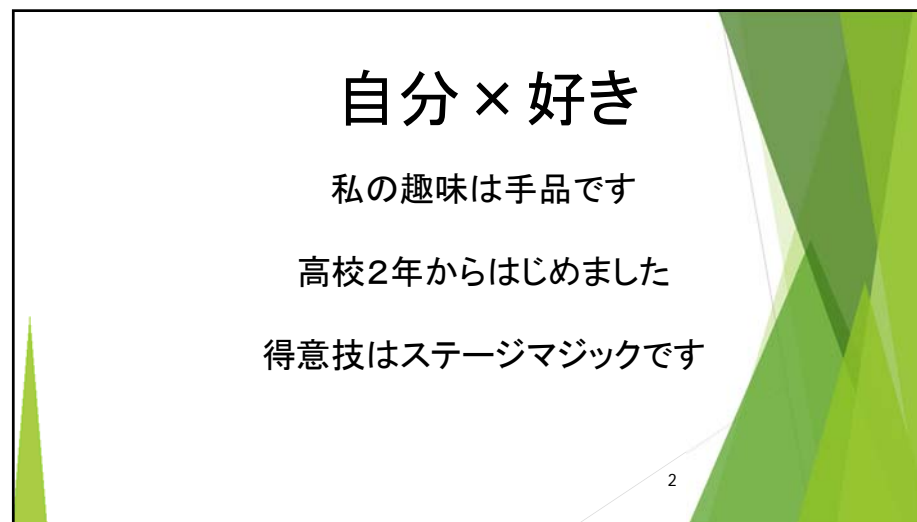 自分×好き
私の趣味は手品です
高校２年からはじめました
得意技はステージマジックです
2